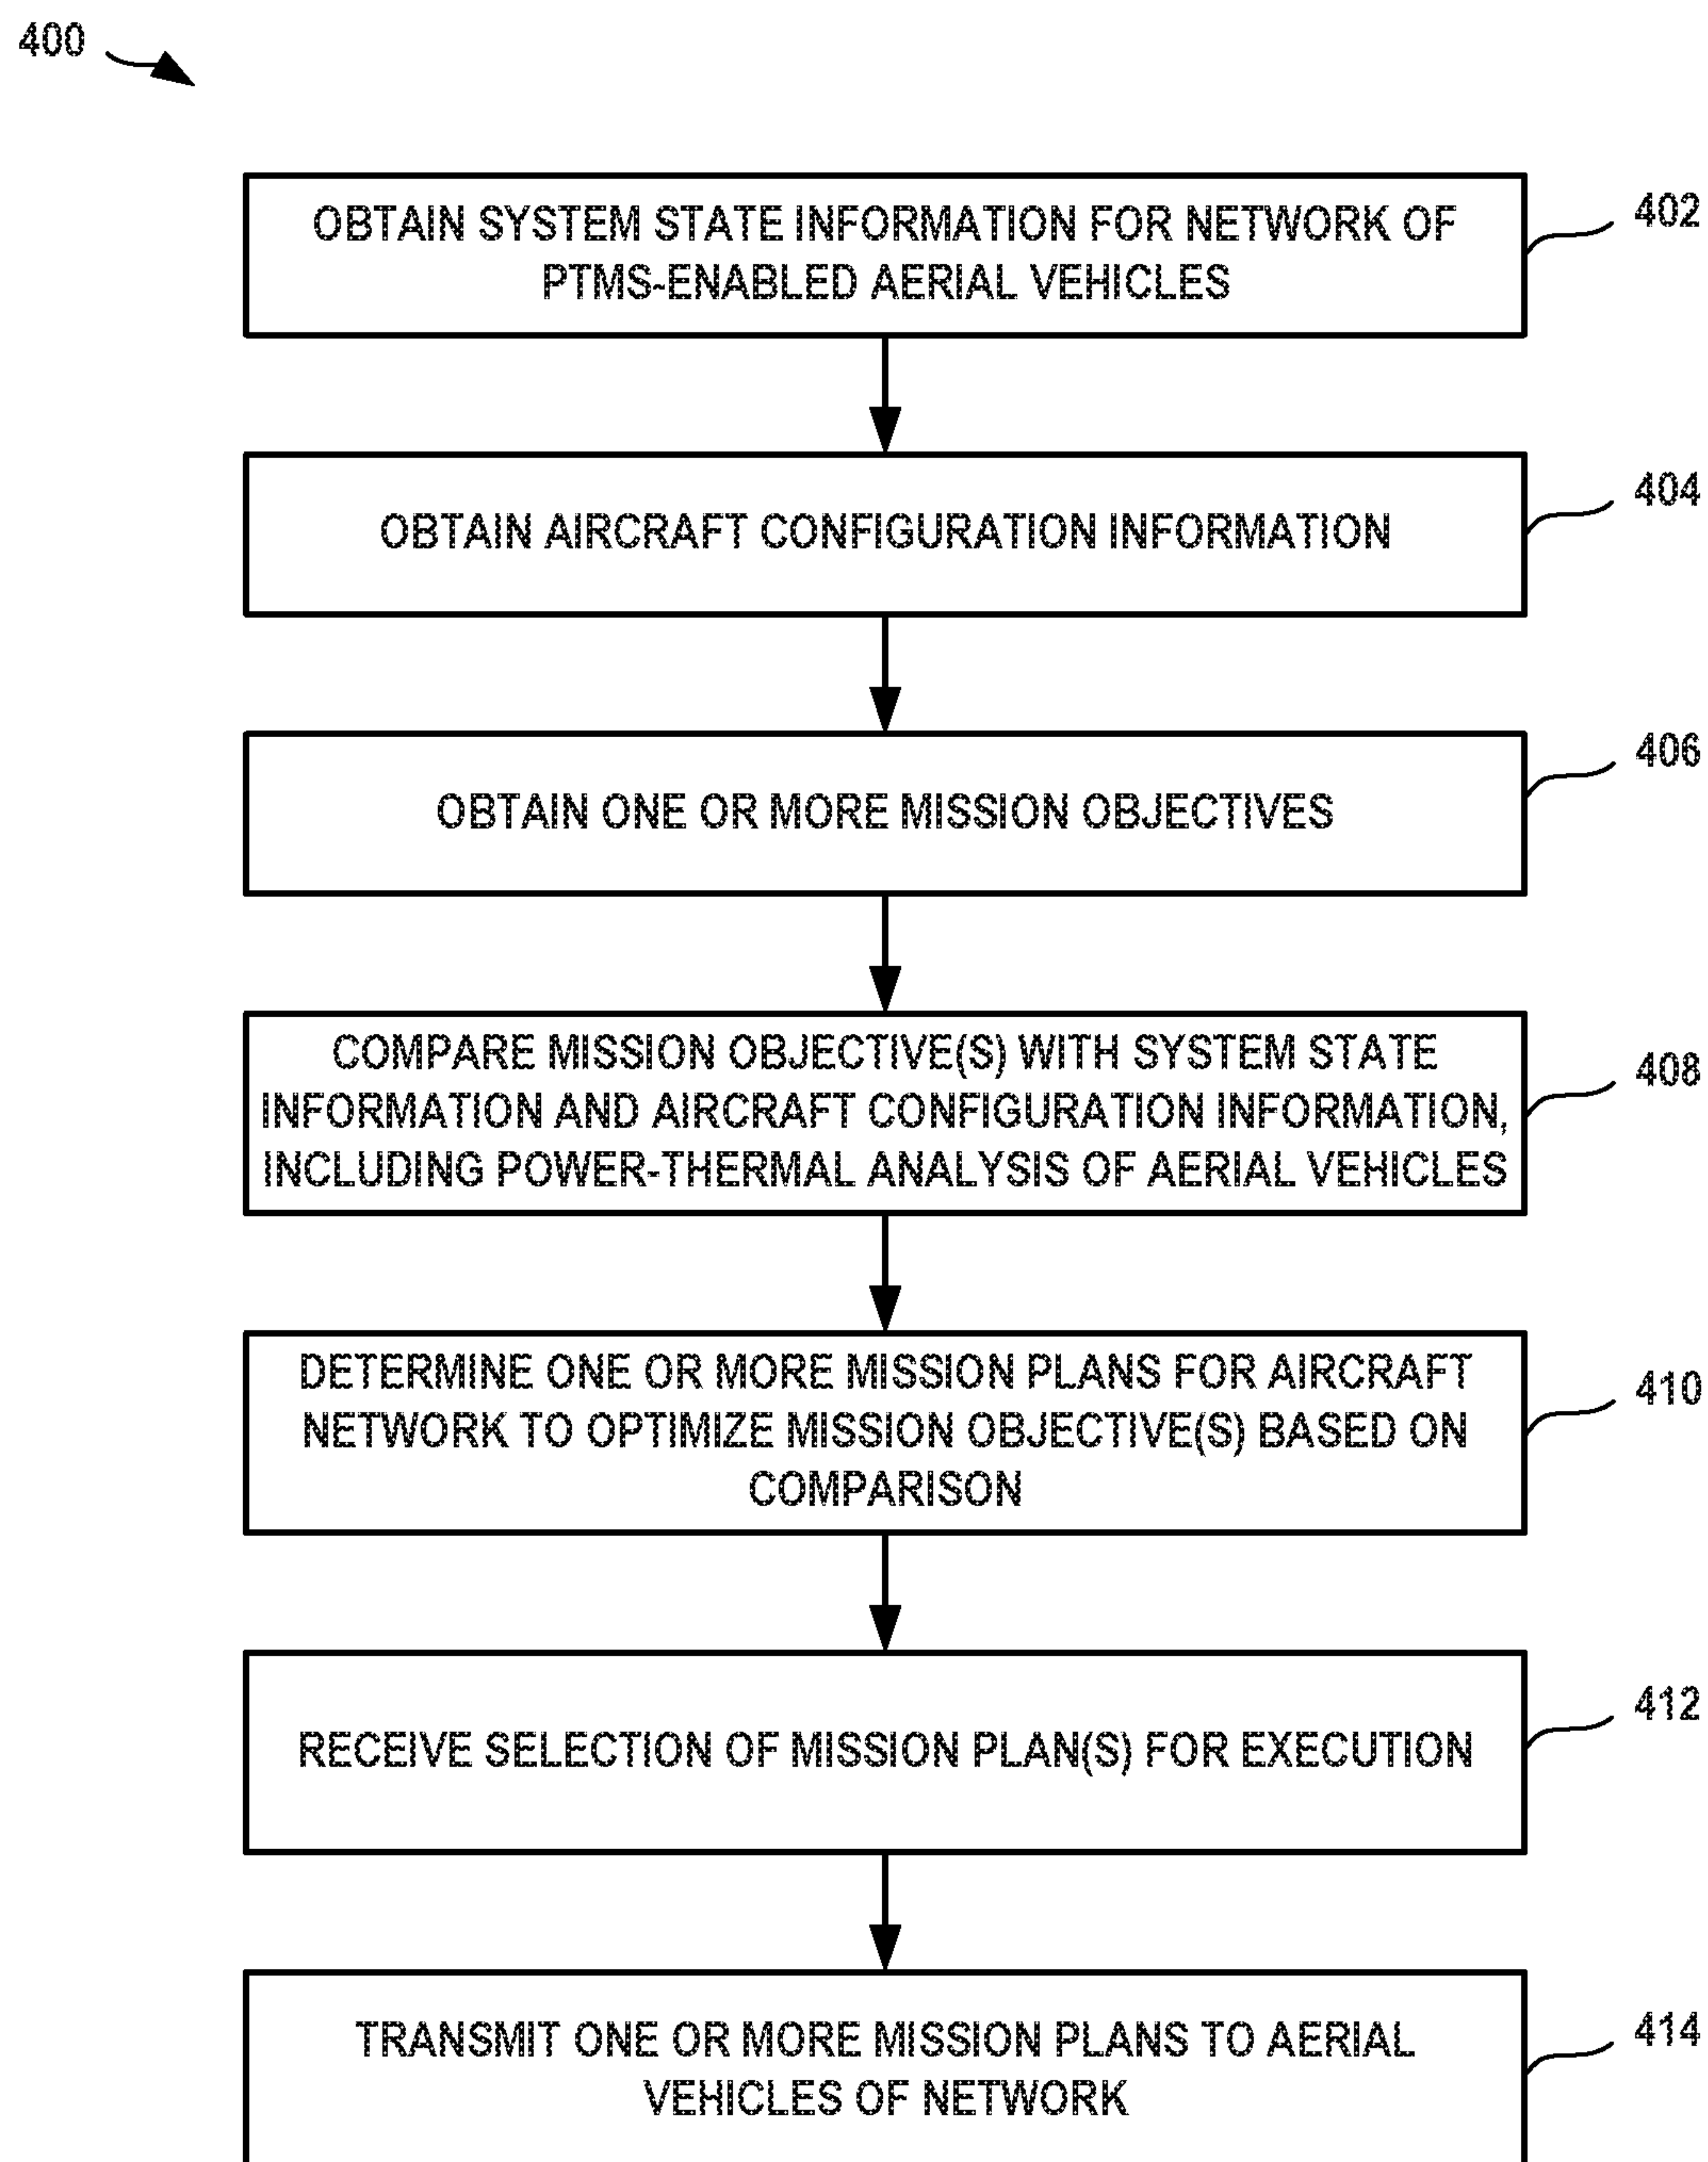 400
OBTAIN SYSTEM STATE INFORMATION FOR NETWORK OF
PTMS-ENABLED AERIAL VEHICLES
402
OBTAIN AIRCRAFT CONFIGURATION INFORMATION
404
OBTAIN ONE OR MORE MISSION OBJECTIVES
406
COMPARE MISSION OBJECTIVE(S) WITH SYSTEM STATE
INFORMATION AND AIRCRAFT CONFIGURATION INFORMATION,
INCLUDING POWER-THERMAL ANALYSIS OF AERIAL VEHICLES
408
DETERMINE ONE OR MORE MISSION PLANS FOR AIRCRAFT
NETWORK TO OPTIMIZE MISSION OBJECTIVE(S) BASED ON
COMPARISON
410
RECEIVE SELECTION OF MISSION PLAN(S) FOR EXECUTION
412
TRANSMIT ONE OR MORE MISSION PLANS TO AERIAL
VEHICLES OF NETWORK
414